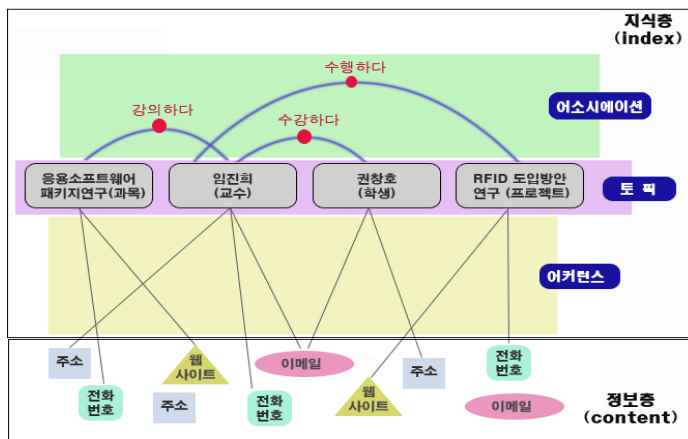 지식층
(index)
수행하다
강의하다
수강하다
어소시에이션
응용소프트웨어
패키지연구(과목)
임진희
(교수)
권창호
(학생)
RFID 도입방안
연구 (프로젝트)
토 픽
어커런스
주소
웹
사이트
이메일
주소
전화
번호
전화
번호
주소
전화
번호
웹
사이트
이메일
정보층
(content)